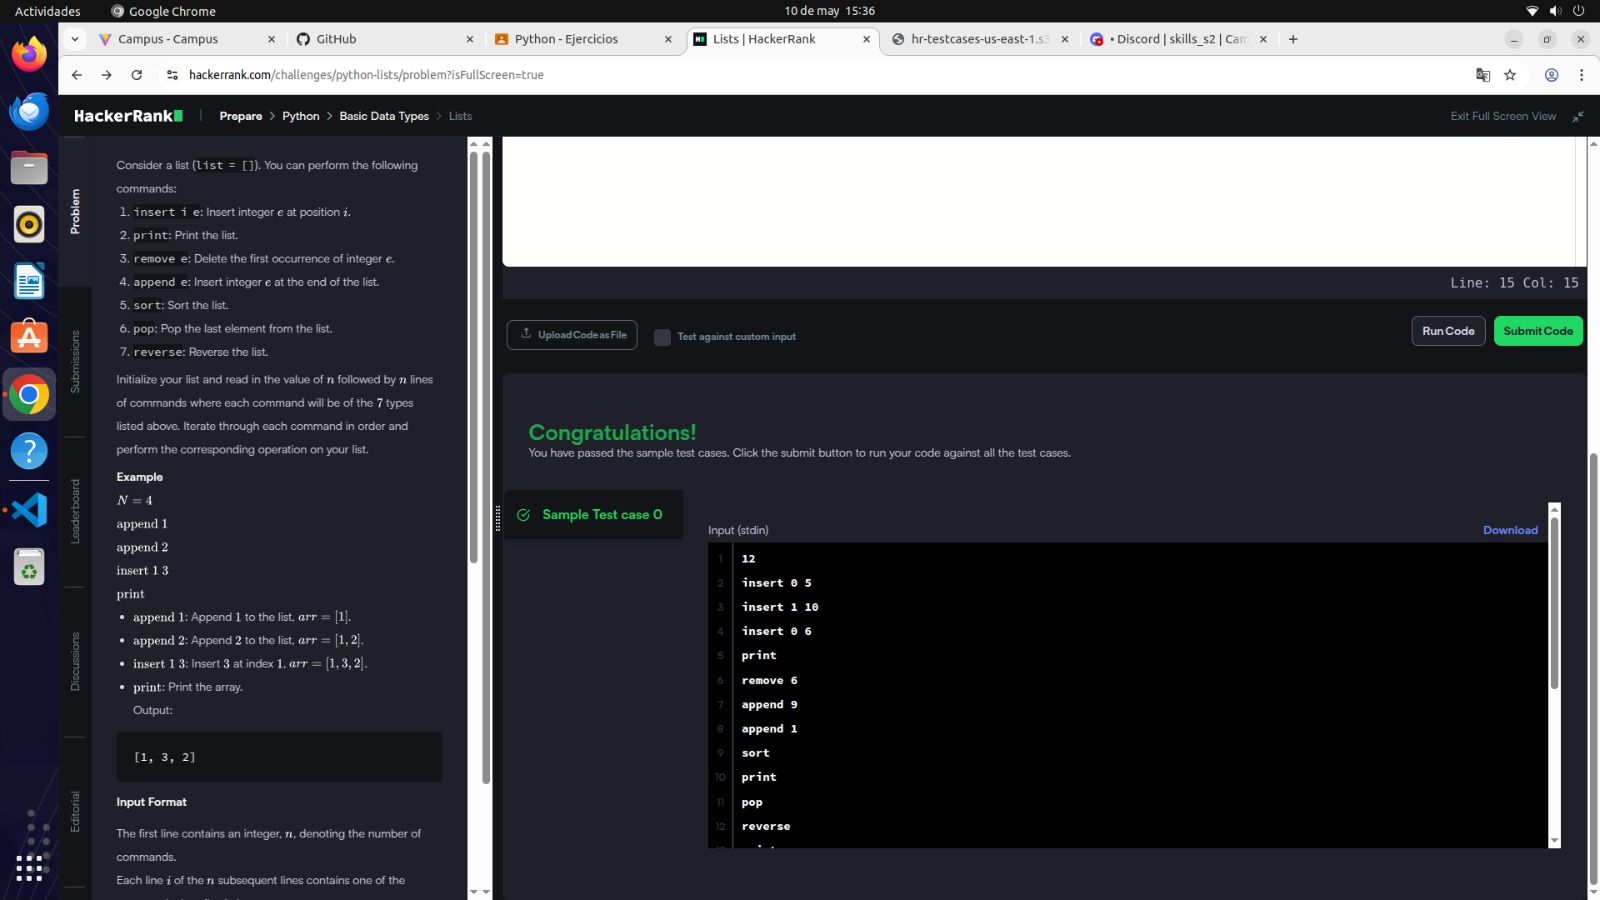 Actividades
Google Chrome
10 de may 15:36
Campus - Campus
GitHub
Python - Ejercicios
Lists | HackerRank
hr-testcases-us-east-1.s3
• Discord | skills_s2 | Cam
hackerrank.com/challenges/python-lists/problem?isFullScreen=true
HackerRank
Prepare > Python > Basic Data Types > Lists
Exit Full Screen View
Problem
Submissions
Leaderboard
Discussions
Editorial
Consider a list (list = []). You can perform the following
commands:
1. insert i e: Insert integer e at position i.
2. print: Print the list.
3. remove e: Delete the first occurrence of integer e.
4. append e: Insert integer e at the end of the list.
5. sort: Sort the list.
6. pop: Pop the last element from the list.
7. reverse: Reverse the list.
Initialize your list and read in the value of n followed by n lines
of commands where each command will be of the 7 types
listed above. Iterate through each command in order and
perform the corresponding operation on your list.
Example
N = 4
append 1
append 2
insert 1 3
print
• append 1: Append 1 to the list, arr = [1].
• append 2: Append 2 to the list, arr = [1, 2].
• insert 1 3: Insert 3 at index 1, arr = [1, 3, 2].
• print: Print the array.
Output:
[1, 3, 2]
Input Format
The first line contains an integer, n, denoting the number of
commands.
Each line i of the n subsequent lines contains one of the
Line: 15 Col: 15
Upload Code as File
Test against custom input
Run Code
Submit Code
Congratulations!
You have passed the sample test cases. Click the submit button to run your code against all the test cases.
Sample Test case 0
Input (stdin)
Download
1 12
2 insert 0 5
3 insert 1 10
4 insert 0 6
5 print
6 remove 6
7 append 9
8 append 1
9 sort
10 print
11 pop
12 reverse